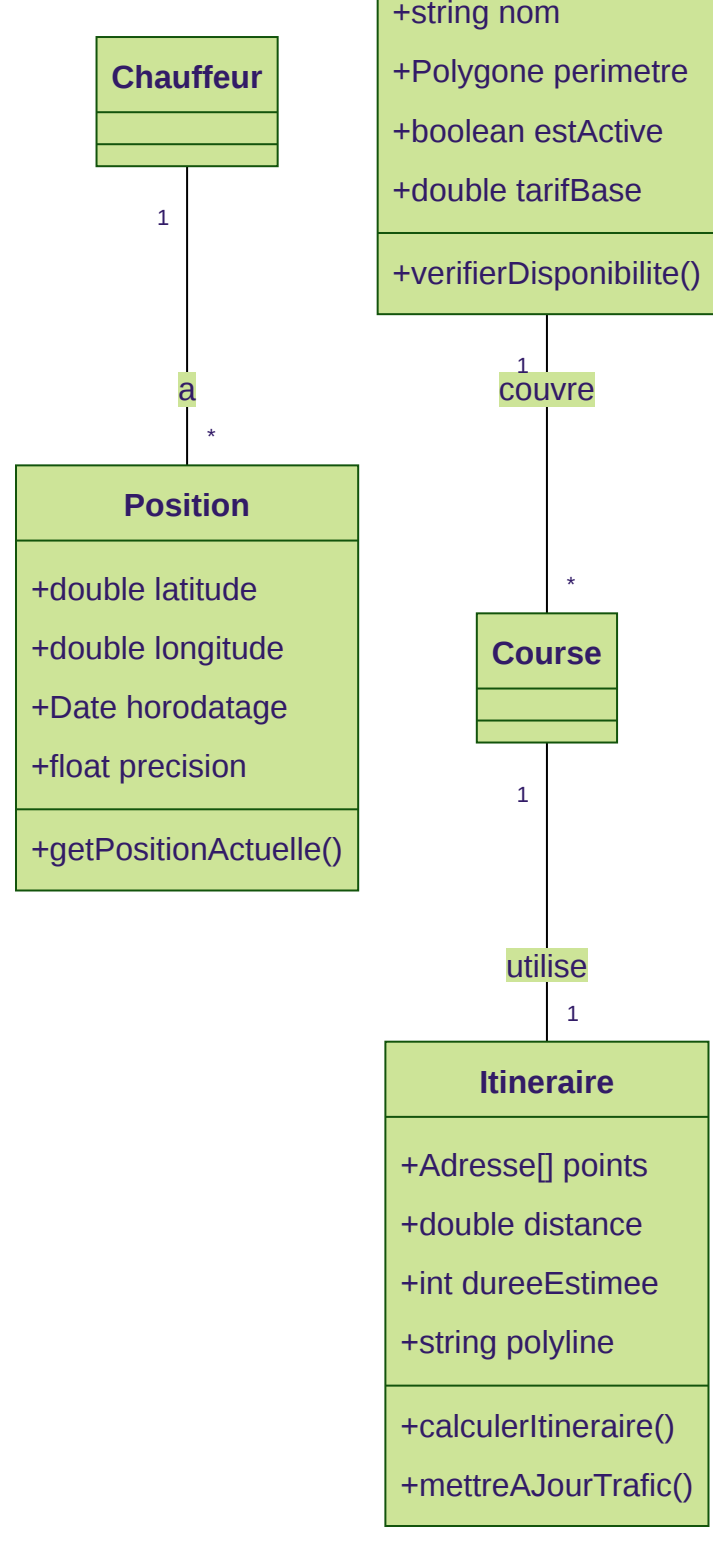 Chauffeur
1
a
*
Position
+double latitude
+double longitude
+Date horodatage
+float precision
+getPositionActuelle()
+string nom
+Polygone perimetre
+boolean estActive
+double tarifBase
+verifierDisponibilite()
1
couvre
*
Course
1
utilise
1
Itineraire
+Adresse[] points
+double distance
+int dureeEstimee
+string polyline
+calculerItineraire()
+mettreAJourTrafic()